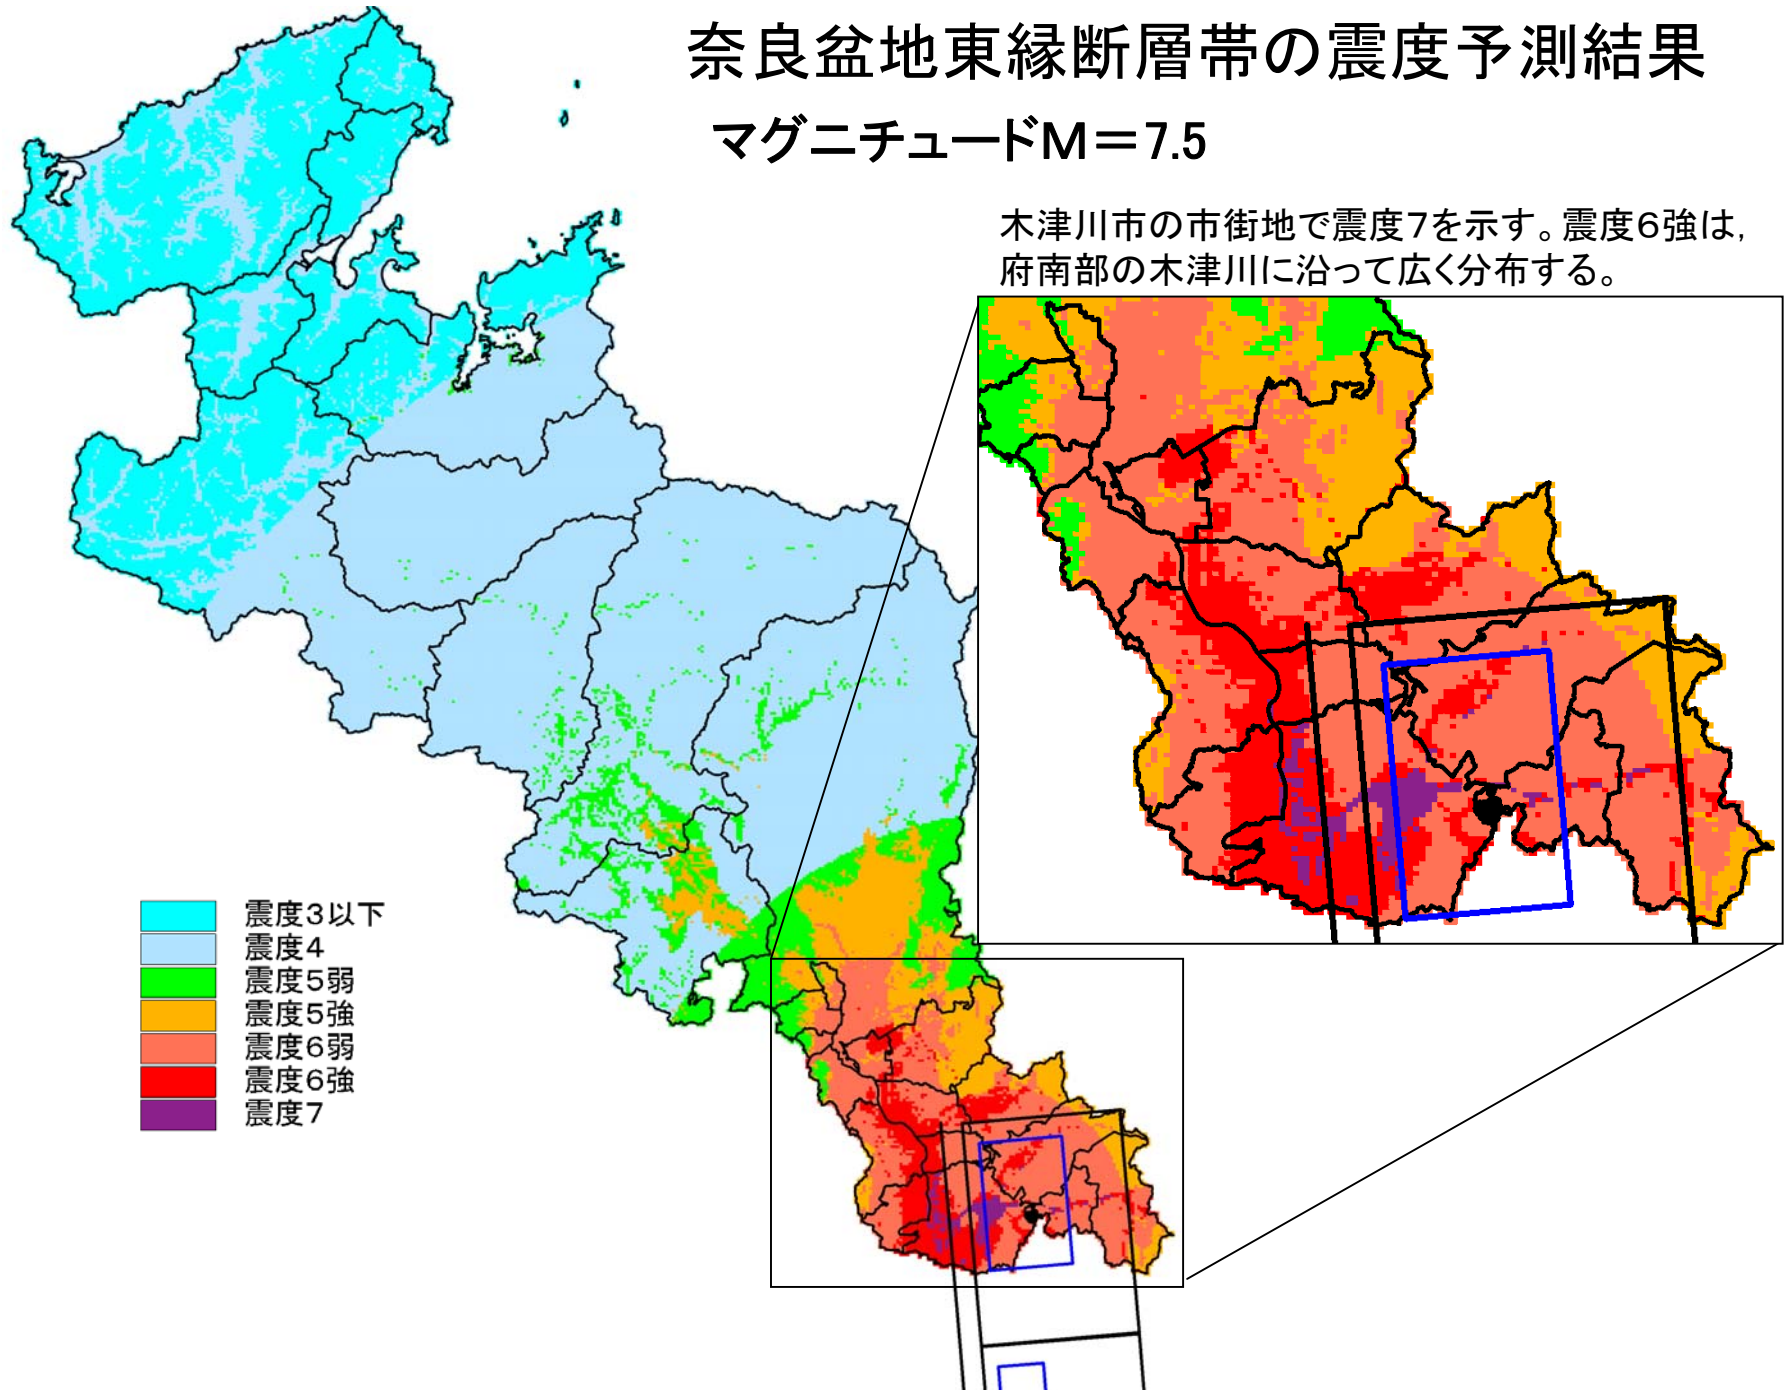 奈良盆地東縁断層帯の震度予測結果
マグニチュードM＝7.5
木津川市の市街地で震度7を示す。震度6強は,
府南部の木津川に沿って広く分布する。
震度3以下
震度4
震度5弱
震度5強
震度6弱
震度6強
震度7